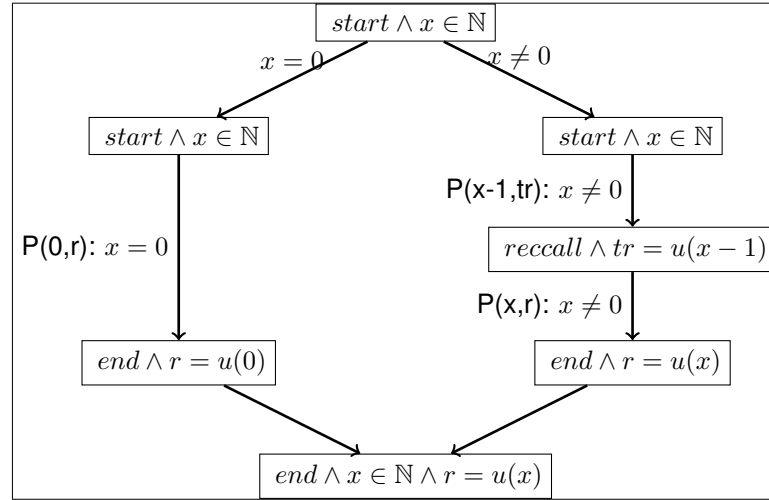 start ∧ x ∈ ℕ
x = 0
x ≠ 0
start ∧ x ∈ ℕ
start ∧ x ∈ ℕ
P(x-1,tr): x ≠ 0
P(0,r): x = 0
reccall ∧ tr = u(x − 1)
P(x,r): x ≠ 0
end ∧ r = u(0)
end ∧ r = u(x)
end ∧ x ∈ ℕ ∧ r = u(x)